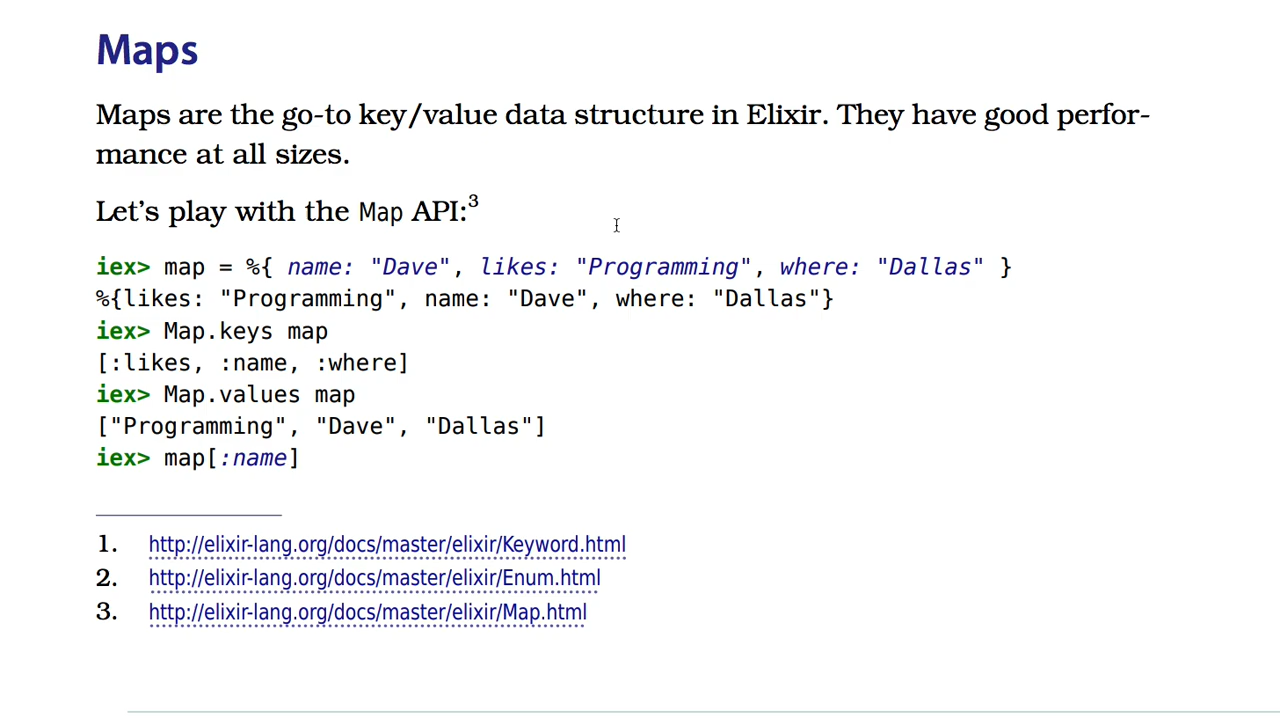 Maps
Maps are the go-to key/value data structure in Elixir. They have good perfor-
mance at all sizes.
Let’s play with the Map API:3
iex> map = %{ name: "Dave", likes: "Programming", where: "Dallas" }
%{likes: "Programming", name: "Dave", where: "Dallas"}
iex> Map.keys map
[:likes, :name, :where]
iex> Map.values map
["Programming", "Dave", "Dallas"]
iex> map[:name]
1. http://elixir-lang.org/docs/master/elixir/Keyword.html
2. http://elixir-lang.org/docs/master/elixir/Enum.html
3. http://elixir-lang.org/docs/master/elixir/Map.html